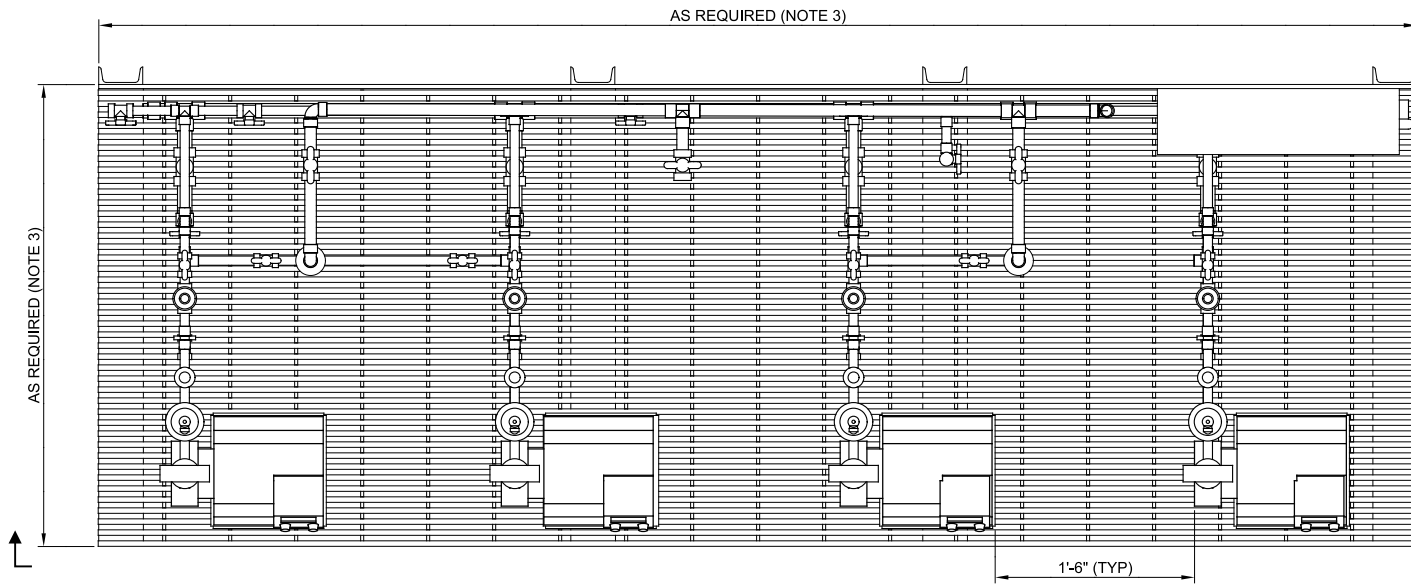 AS REQUIRED (NOTE 3)
AS REQUIRED (NOTE 3)
1'-6" (TYP)